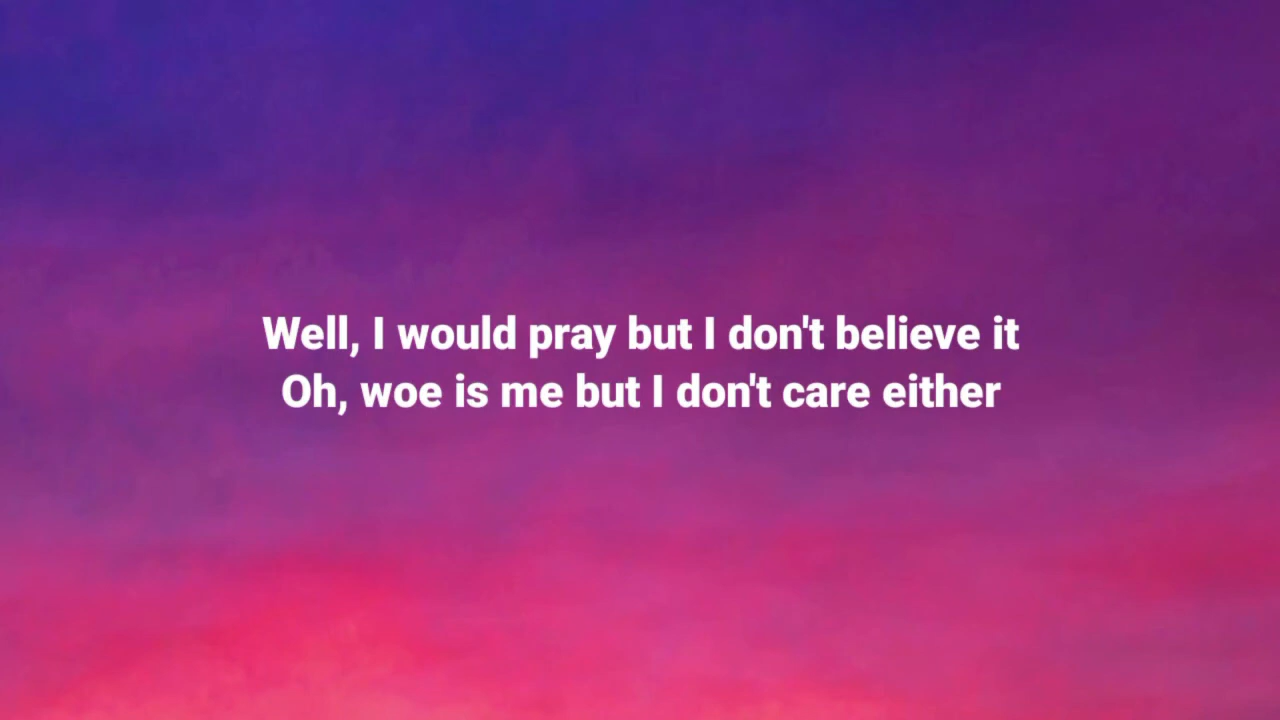 Well, I would pray but I don't believe it
Oh, woe is me but I don't care either